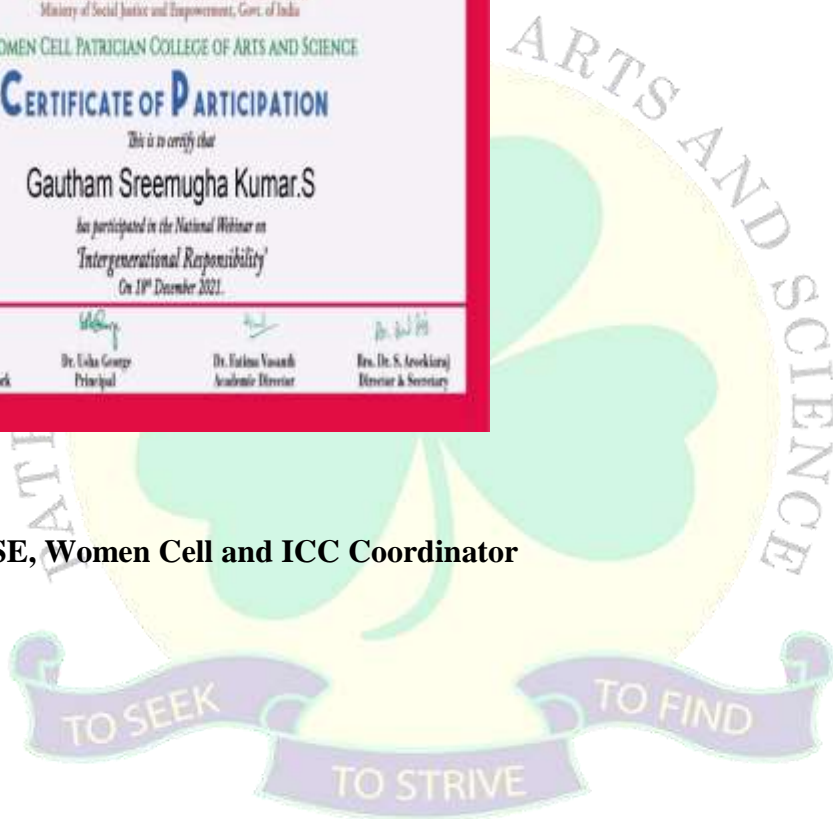 Ministry of Social Justice and Empowerment, Govt. of India
OMEN CELL PATRICIAN COLLEGE OF ARTS AND SCIENCE
CERTIFICATE OF PARTICIPATION
This is to certify that
Gautham Sreemugha Kumar.S
has participated in the National Webinar on
'Intergenerational Responsibility'
On 18th December 2021.
Dr. Usha George
Principal
Dr. Fatima Vasanth
Academic Director
Bro. Dr. S. Arockiaraj
Director & Secretary
ARTS AND SCIENCE
SE, Women Cell and ICC Coordinator
TO SEEK
TO STRIVE
TO FIND